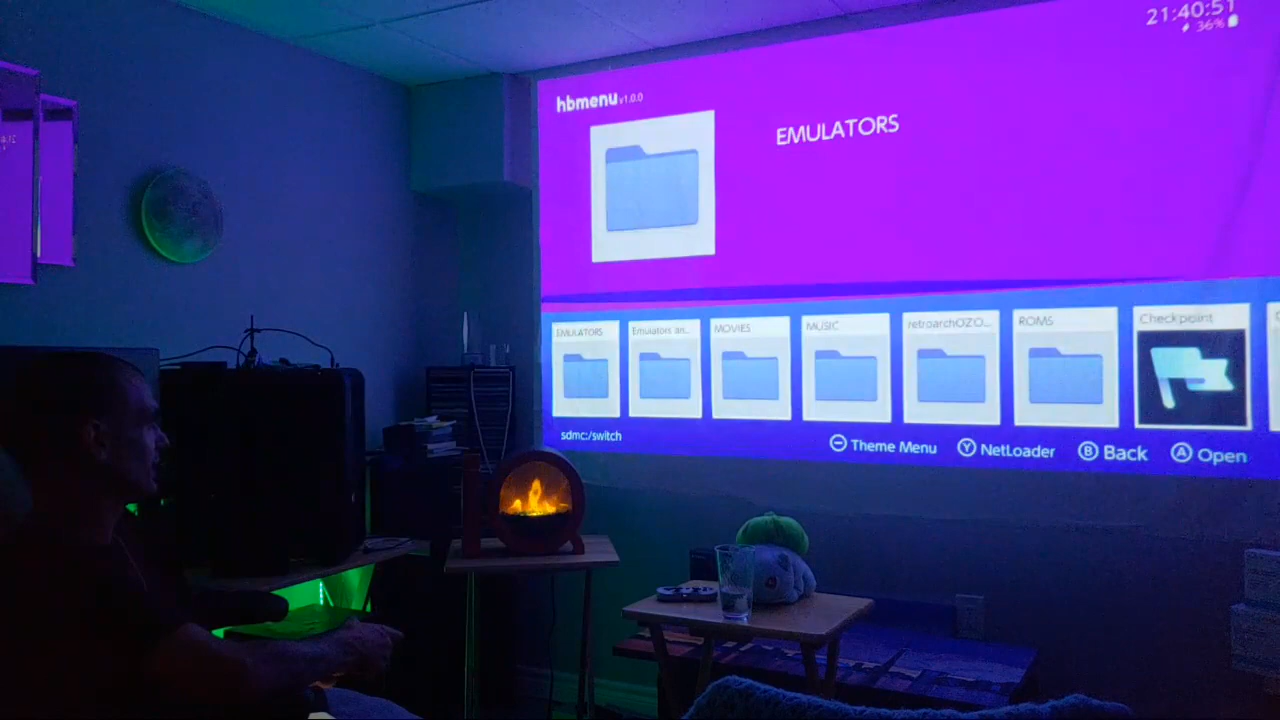 21:40:51
36%
hbmenu v1.0.0
EMULATORS
EMULATORS
Emulators an...
MOVIES
MUSIC
retroarchOZO...
ROMS
Checkpoint
sdmc:/switch
⊖ Theme Menu
Ⓨ NetLoader
Ⓑ Back
Ⓐ Open